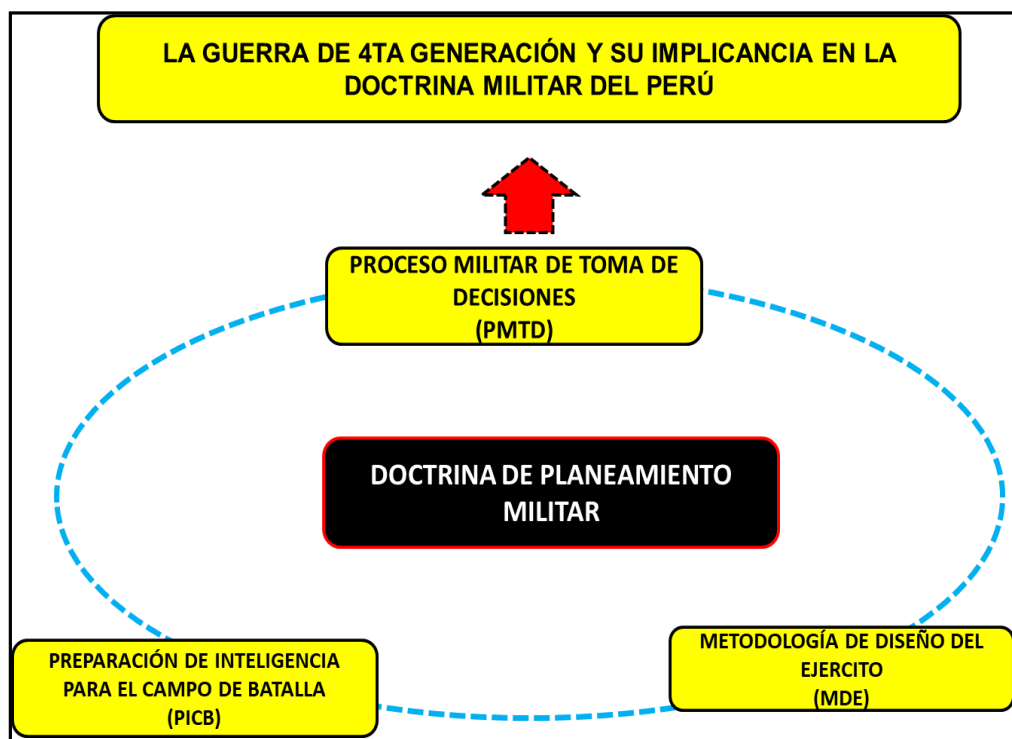 LA GUERRA DE 4TA GENERACIÓN Y SU IMPLICANCIA EN LA
DOCTRINA MILITAR DEL PERÚ
PROCESO MILITAR DE TOMA DE
DECISIONES
(PMTD)
DOCTRINA DE PLANEAMIENTO
MILITAR
PREPARACIÓN DE INTELIGENCIA
PARA EL CAMPO DE BATALLA
(PICB)
METODOLOGÍA DE DISEÑO DEL
EJERCITO
(MDE)